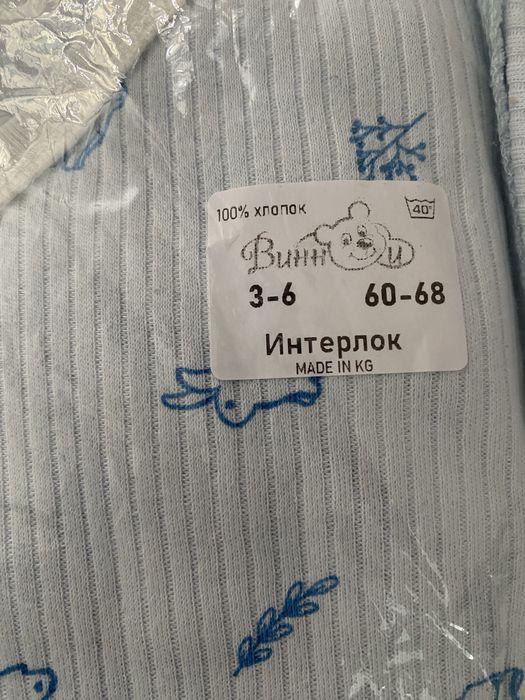 100% хлопок
40°
Винни
3-6 60-68
Интерлок
MADE IN KG